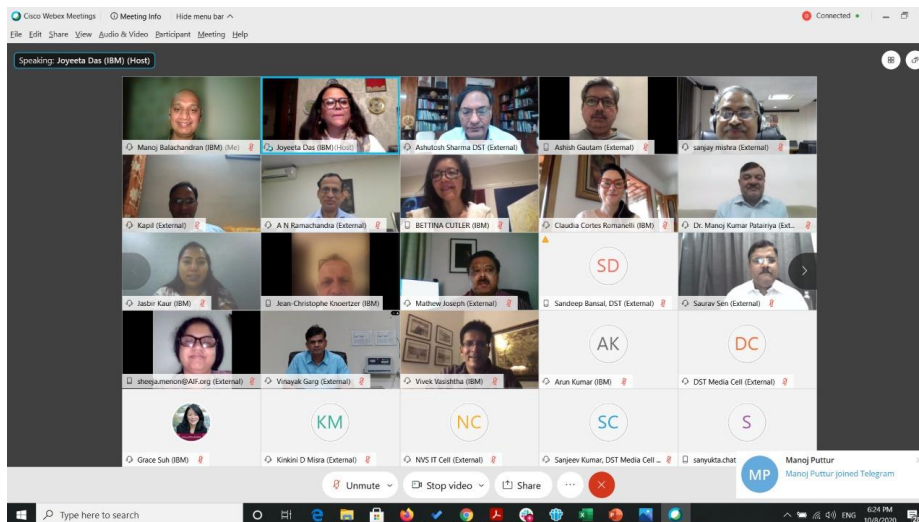 Cisco Webex Meetings Meeting Info Hide menu bar Connected
File Edit Share View Audio & Video Participant Meeting Help
Speaking: Joyeeta Das (IBM) (Host)
Manoj Balachandran (IBM) (Me)
Joyeeta Das (IBM)(Host)
Ashutosh Sharma DST (External)
Ashish Gautam (External)
sanjay mishra (External)
Kapil (External)
A N Ramachandra (External)
BETTINA CUTLER (IBM)
Claudia Cortes Romanelli (IBM)
Dr. Manoj Kumar Patairiya (Ext...
Jasbir Kaur (IBM)
Jean-Christophe Knoertzer (IBM)
Mathew Joseph (External)
SD
Sandeep Bansal, DST (External)
Saurav Sen (External)
sheeja.menon@AIF.org (External)
Vinayak Garg (External)
Vivek Vasishtha (IBM)
AK
Arun Kumar (IBM)
DC
DST Media Cell (External)
Grace Suh (IBM)
KM
Kinkini D Misra (External)
NC
NVS IT Cell (External)
SC
Sanjeev Kumar, DST Media Cell ...
S
sanyukta.chat
MP
Manoj Puttur
Manoj Puttur joined Telegram
Unmute Stop video Share
Type here to search
ENG
6:24 PM
10/8/2020